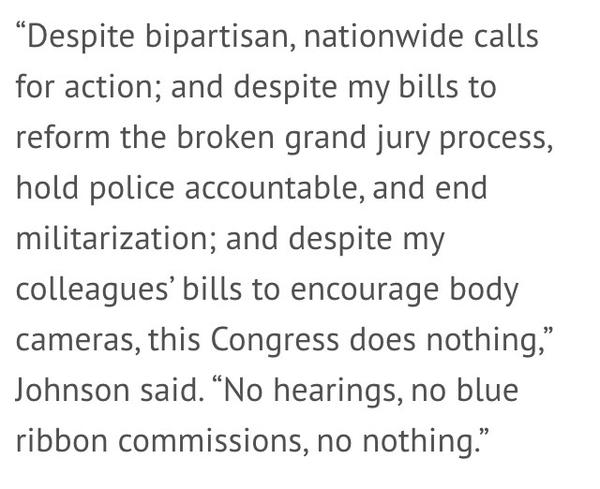 “Despite bipartisan, nationwide calls
for action; and despite my bills to
reform the broken grand jury process,
hold police accountable, and end
militarization; and despite my
colleagues’ bills to encourage body
cameras, this Congress does nothing,”
Johnson said. “No hearings, no blue
ribbon commissions, no nothing.”